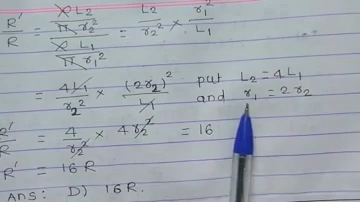 R'/R = (ρL₂/πr₂²)/(ρL₁/πr₁²) = L₂/r₂² × r₁²/L₁
= 4L₁/r₂² × (2r₂)²/L₁ put L₂ = 4L₁
and r₁ = 2r₂
R'/R = 4/r₂² × 4r₂² = 16
R' = 16R
Ans: D) 16R.